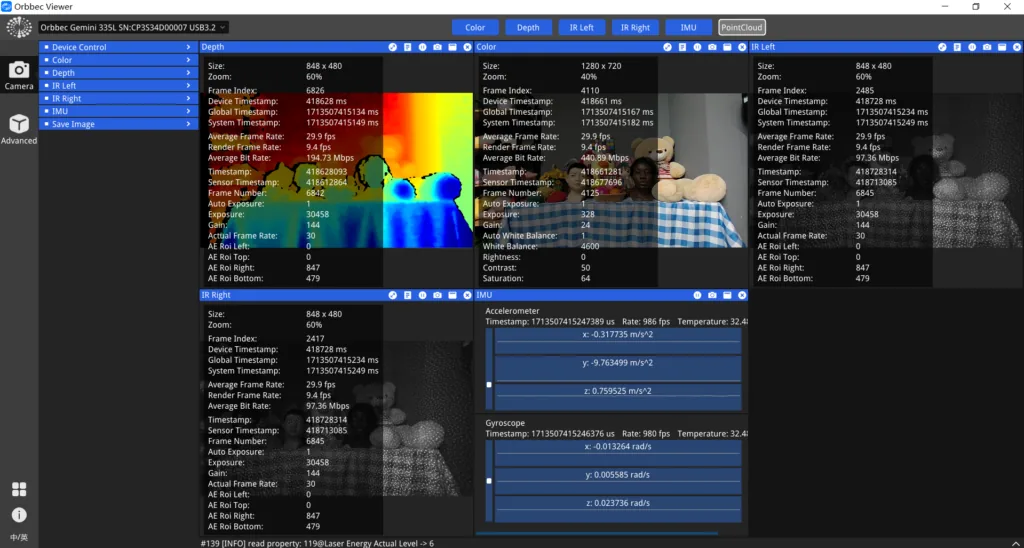 Orbbec Viewer
Orbbec Gemini 335L SN:CP3S34D00007 USB3.2
Color
Depth
IR Left
IR Right
IMU
PointCloud
Camera
Advanced
Device Control
Color
Depth
IR Left
IR Right
IMU
Save Image
Depth
Size: 848 x 480
Zoom: 60%
Frame Index: 6826
Device Timestamp: 418628 ms
Global Timestamp: 1713507415134 ms
System Timestamp: 1713507415149 ms
Average Frame Rate: 29.9 fps
Render Frame Rate: 9.4 fps
Average Bit Rate: 194.73 Mbps
Timestamp: 418628093
Sensor Timestamp: 418612864
Frame Number: 6842
Auto Exposure: 1
Exposure: 30458
Gain: 144
Actual Frame Rate: 30
AE Roi Left: 0
AE Roi Top: 0
AE Roi Right: 847
AE Roi Bottom: 479
Color
Size: 1280 x 720
Zoom: 40%
Frame Index: 4110
Device Timestamp: 418661 ms
Global Timestamp: 1713507415167 ms
System Timestamp: 1713507415182 ms
Average Frame Rate: 29.9 fps
Render Frame Rate: 9.4 fps
Average Bit Rate: 440.89 Mbps
Timestamp: 418661281
Sensor Timestamp: 418677696
Frame Number: 4125
Auto Exposure: 1
Exposure: 328
Gain: 24
Auto White Balance: 1
White Balance: 4600
Rightness: 0
Contrast: 50
Saturation: 64
IR Left
Size: 848 x 480
Zoom: 60%
Frame Index: 2485
Device Timestamp: 418728 ms
Global Timestamp: 1713507415234 ms
System Timestamp: 1713507415249 ms
Average Frame Rate: 29.9 fps
Render Frame Rate: 9.4 fps
Average Bit Rate: 97.36 Mbps
Timestamp: 418728314
Sensor Timestamp: 418713085
Frame Number: 6845
Auto Exposure: 1
Exposure: 30458
Gain: 144
Actual Frame Rate: 30
AE Roi Left: 0
AE Roi Top: 0
AE Roi Right: 847
AE Roi Bottom: 479
IR Right
Size: 848 x 480
Zoom: 60%
Frame Index: 2417
Device Timestamp: 418728 ms
Global Timestamp: 1713507415234 ms
System Timestamp: 1713507415249 ms
Average Frame Rate: 29.9 fps
Render Frame Rate: 9.4 fps
Average Bit Rate: 97.36 Mbps
Timestamp: 418728314
Sensor Timestamp: 418713085
Frame Number: 6845
Auto Exposure: 1
Exposure: 30458
Gain: 144
Actual Frame Rate: 30
AE Roi Left: 0
AE Roi Top: 0
AE Roi Right: 847
AE Roi Bottom: 479
IMU
Accelerometer
Timestamp: 1713507415247389 us Rate: 986 fps Temperature: 32.48
x: -0.317735 m/s^2
y: -9.763499 m/s^2
z: 0.759525 m/s^2
Gyroscope
Timestamp: 1713507415246376 us Rate: 980 fps Temperature: 32.48
x: -0.013264 rad/s
y: 0.005585 rad/s
z: 0.023736 rad/s
中/英
#139 [INFO] read property: 119@Laser Energy Actual Level -> 6